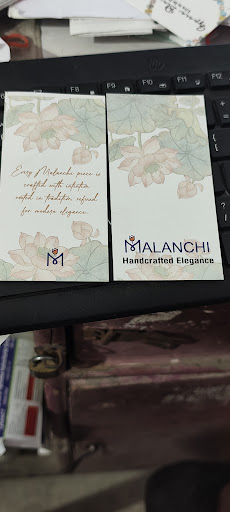 F7
F8
F9
F10
F11
F12
Every Malanchi piece is
crafted with intention
rooted in tradition, refined
for modern elegance.
M
MALANCHI
Handcrafted Elegance